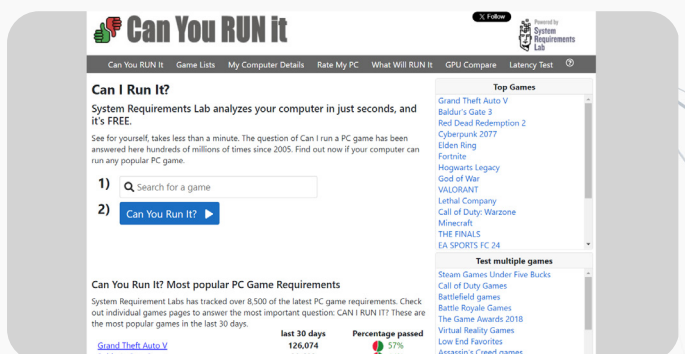 Can You RUN it
X Follow
Powered by
System
Requirements
Lab
Can You RUN It Game Lists My Computer Details Rate My PC What Will RUN It GPU Compare Latency Test ?
Can I Run It?
System Requirements Lab analyzes your computer in just seconds, and
it's FREE.
See for yourself, takes less than a minute. The question of Can I run a PC game has been
answered here hundreds of millions of times since 2005. Find out now if your computer can
run any popular PC game.
1) Search for a game
2) Can You Run It?
Can You Run It? Most popular PC Game Requirements
System Requirement Labs has tracked over 8,500 of the latest PC game requirements. Check
out individual games pages to answer the most important question: CAN I RUN IT? These are
the most popular games in the last 30 days.
last 30 days Percentage passed
Grand Theft Auto V 126,074 57%
Top Games
Grand Theft Auto V
Baldur's Gate 3
Red Dead Redemption 2
Cyberpunk 2077
Elden Ring
Fortnite
Hogwarts Legacy
God of War
VALORANT
Lethal Company
Call of Duty: Warzone
Minecraft
THE FINALS
EA SPORTS FC 24
Test multiple games
Steam Games Under Five Bucks
Call of Duty Games
Battlefield games
Battle Royale Games
The Game Awards 2018
Virtual Reality Games
Low End Favorites
Assassin's Creed games